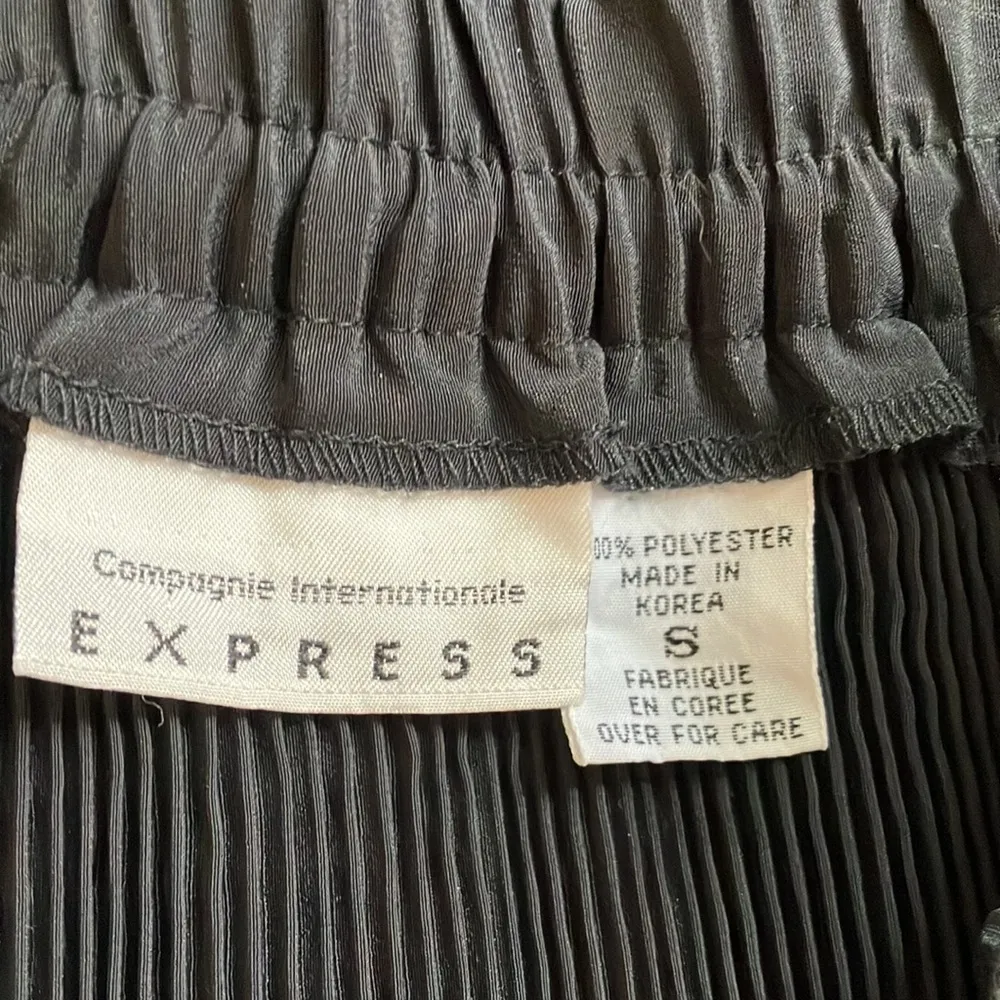 Compagnie Internationale
EXPRESS
00% POLYESTER
MADE IN
KOREA
S
FABRIQUE
EN COREE
OVER FOR CARE